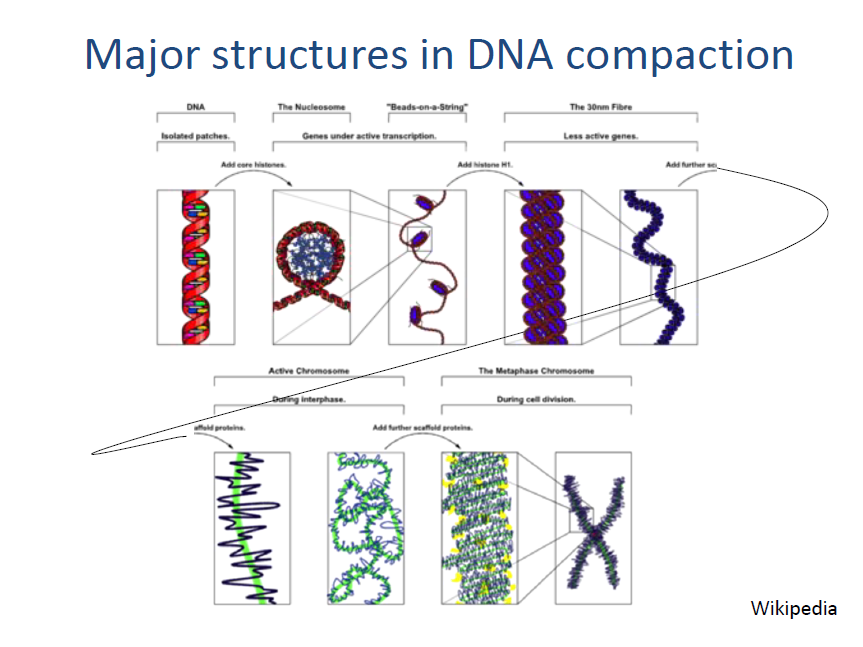 Major structures in DNA compaction
DNA
The Nucleosome
"Beads-on-a-String"
The 30nm Fibre
Isolated patches.
Genes under active transcription.
Less active genes.
Add core histones.
Add histone H1.
Add further sc
Active Chromosome
The Metaphase Chromosome
During interphase.
During cell division.
affold proteins.
Add further scaffold proteins.
Wikipedia